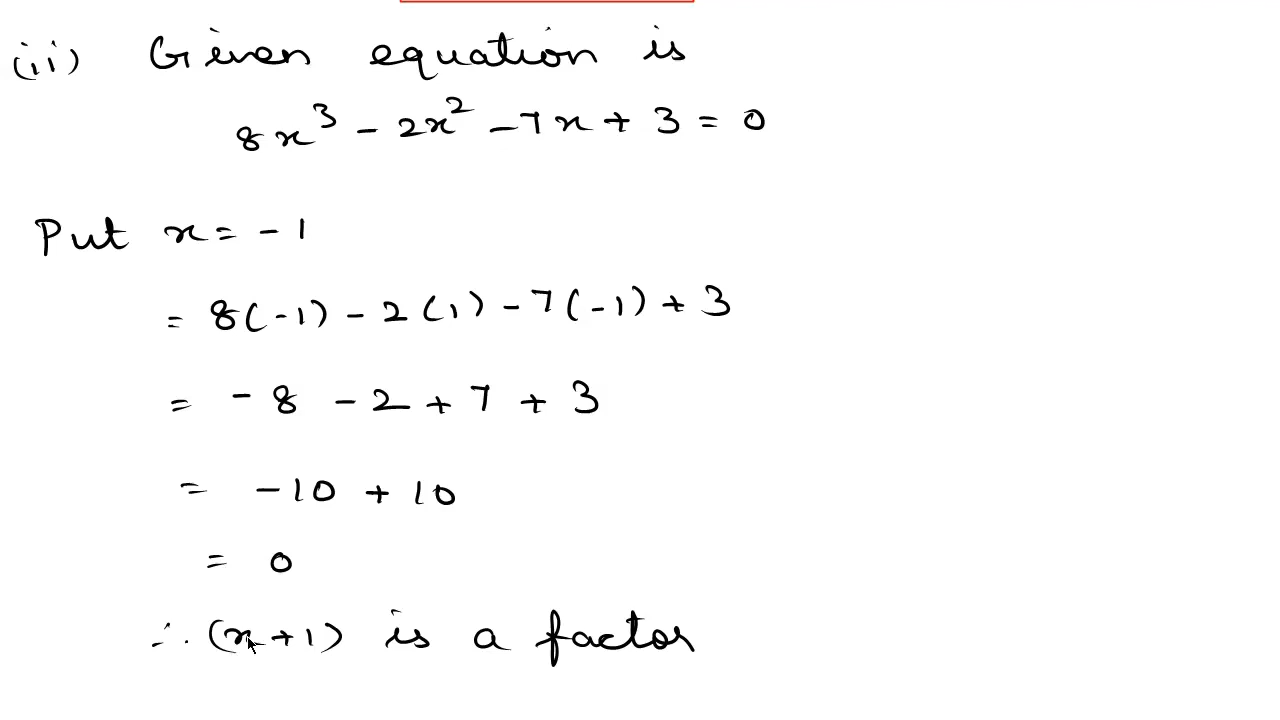 (ii) Given equation is
8x³ - 2x² - 7x + 3 = 0
Put x = -1
= 8(-1) - 2(1) - 7(-1) + 3
= -8 - 2 + 7 + 3
= -10 + 10
= 0
∴ (x+1) is a factor